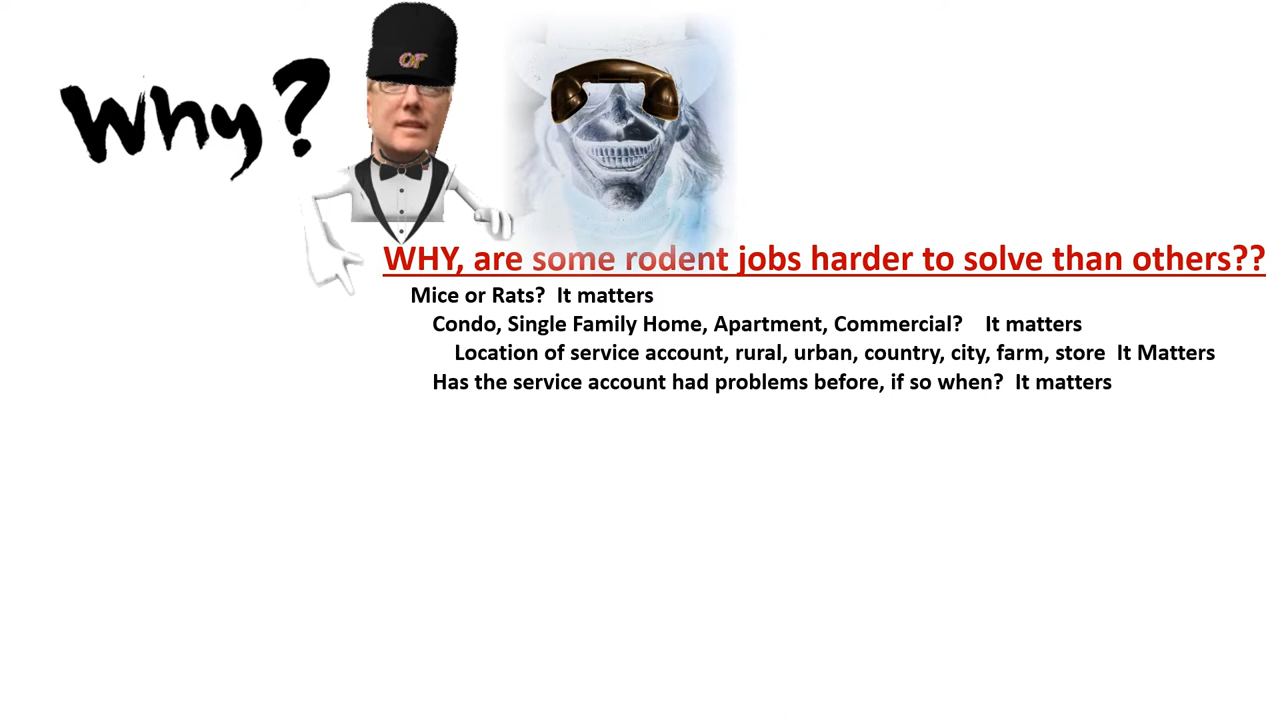 Why?
OF
WHY, are some rodent jobs harder to solve than others??
Mice or Rats?  It matters
Condo, Single Family Home, Apartment, Commercial?    It matters
Location of service account, rural, urban, country, city, farm, store  It Matters
Has the service account had problems before, if so when?  It matters